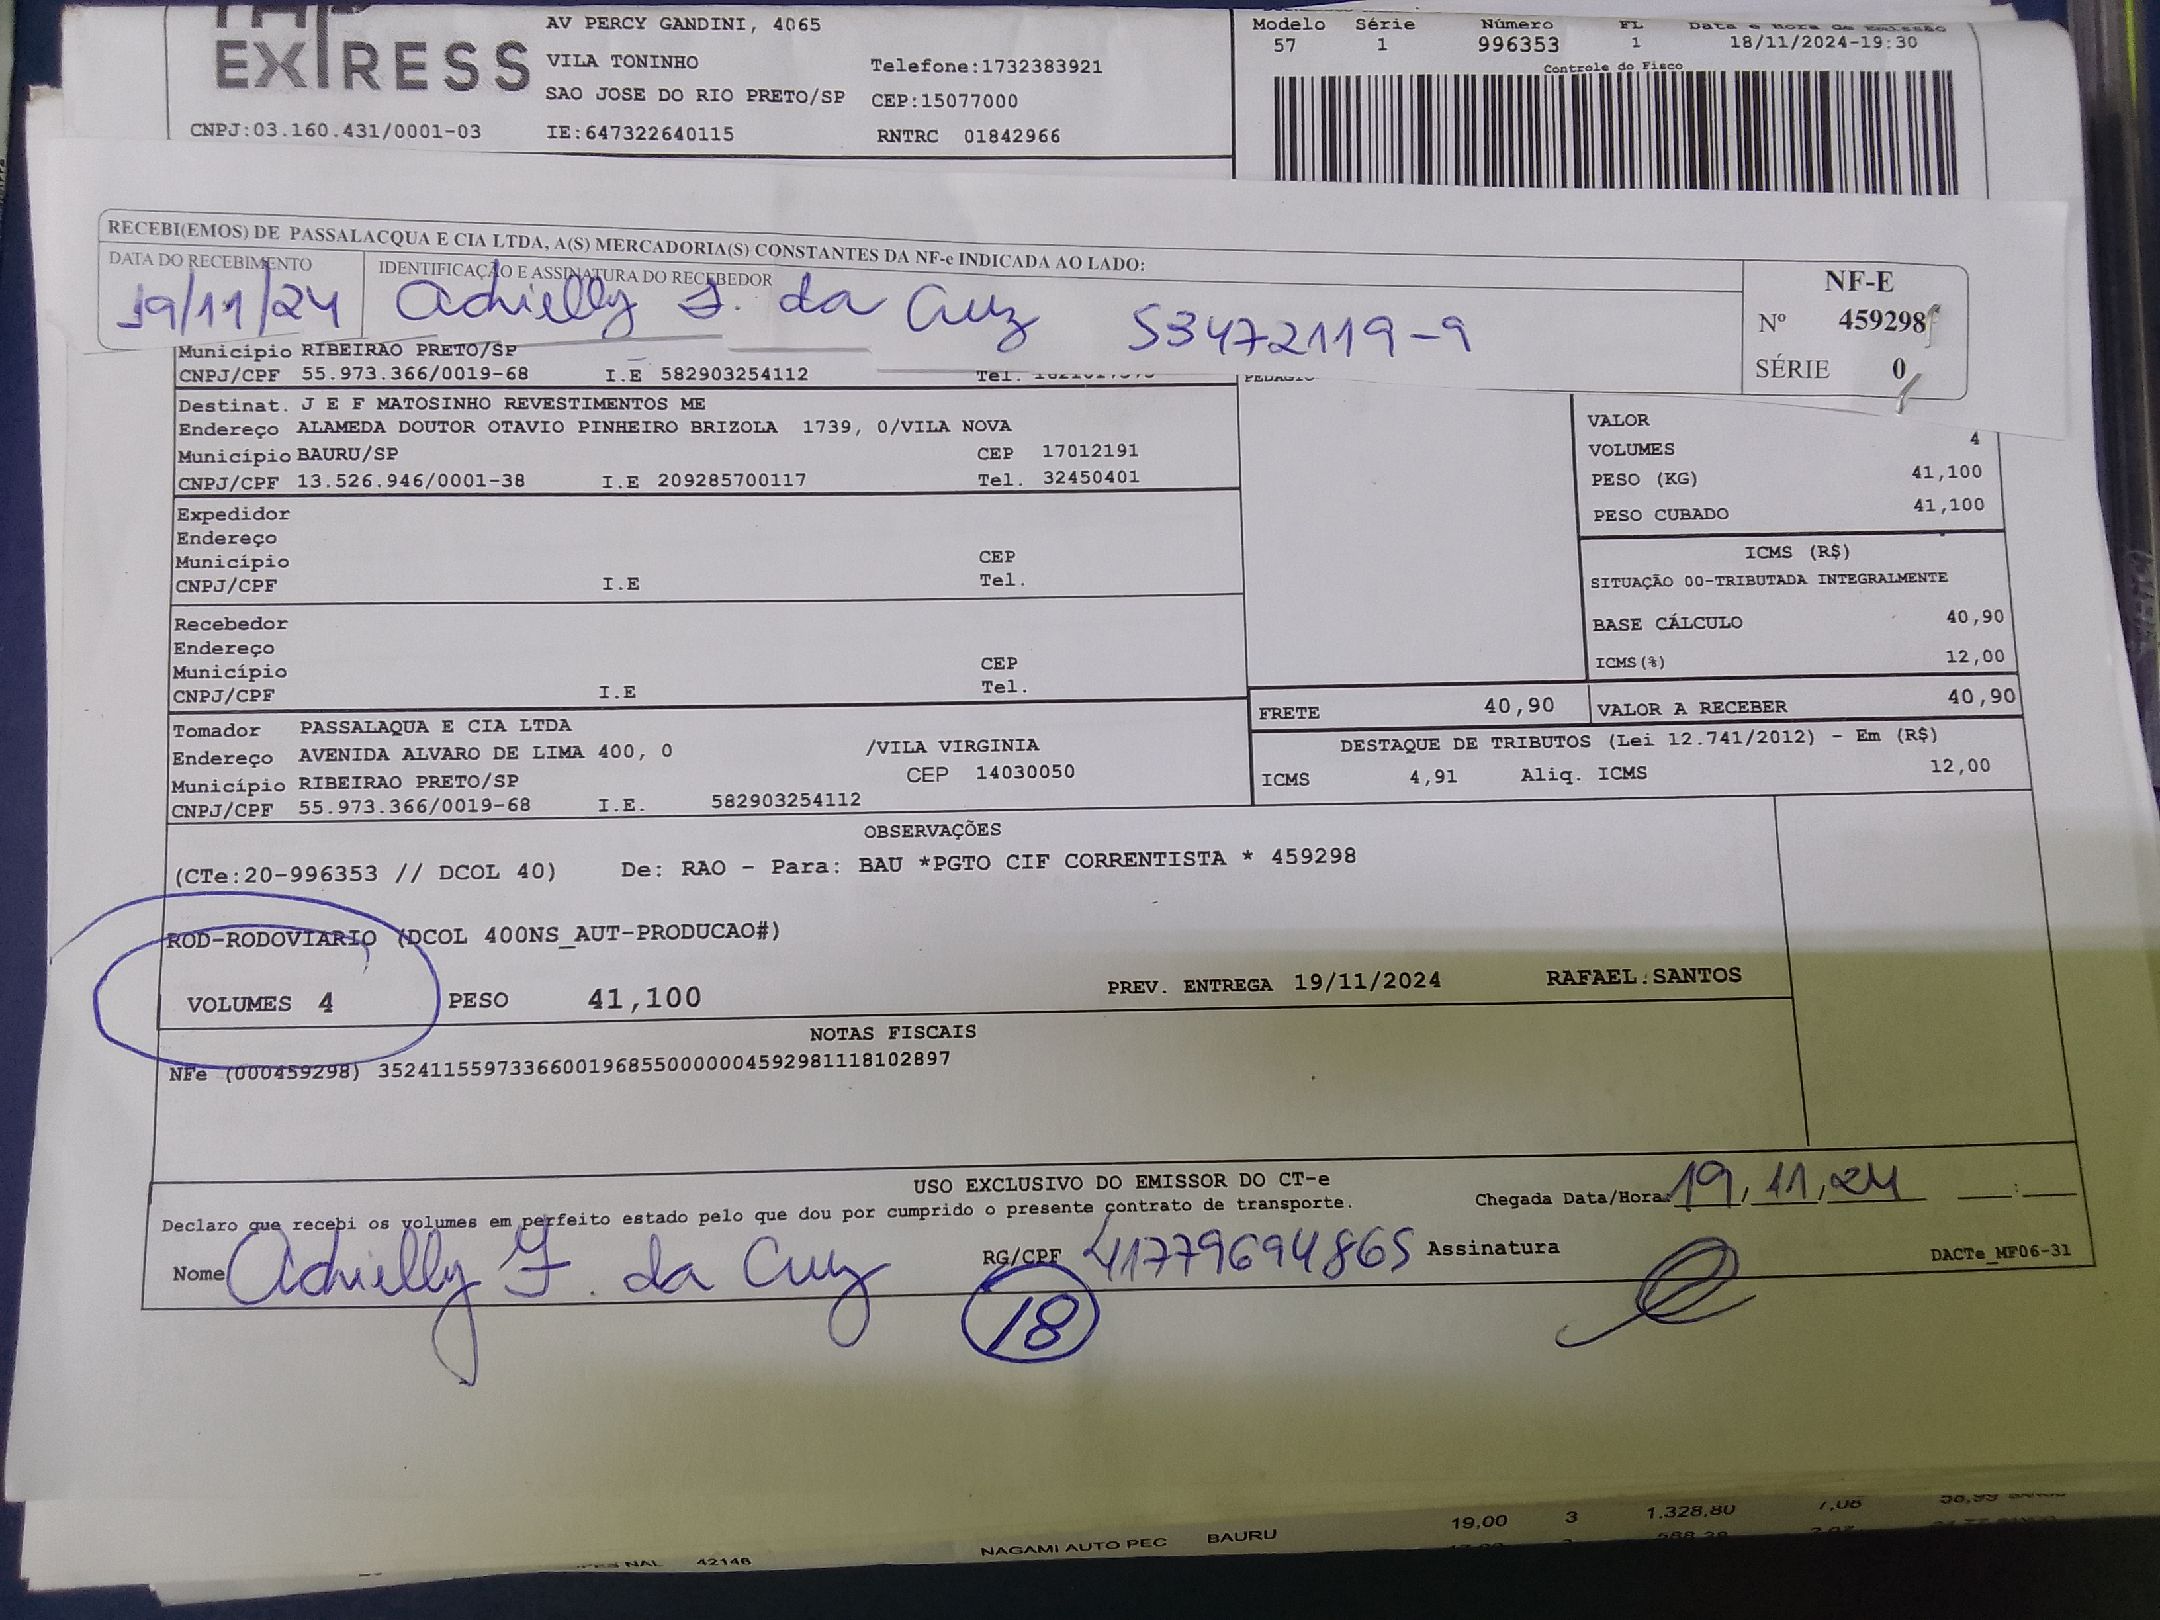 EXPRESS
AV PERCY GANDINI, 4065
VILA TONINHO Telefone:1732383921
SAO JOSE DO RIO PRETO/SP CEP:15077000
CNPJ:03.160.431/0001-03 IE:647322640115 RNTRC 01842966
Modelo Série Número FL Data e Hora de Emissão
57 1 996353 1 18/11/2024-19:30
Controle do Fisco
RECEBI(EMOS) DE PASSALACQUA E CIA LTDA, A(S) MERCADORIA(S) CONSTANTES DA NF-e INDICADA AO LADO:
DATA DO RECEBIMENTO IDENTIFICAÇÃO E ASSINATURA DO RECEBEDOR
19/11/24 Adrielly F. da Cruz 53472119-9
NF-E
Nº 459298
SÉRIE 0
Município RIBEIRAO PRETO/SP
CNPJ/CPF 55.973.366/0019-68 I.E 582903254112 Tel.
PEDÁGIO
Destinat. J E F MATOSINHO REVESTIMENTOS ME
Endereço ALAMEDA DOUTOR OTAVIO PINHEIRO BRIZOLA 1739, 0/VILA NOVA
Município BAURU/SP CEP 17012191
CNPJ/CPF 13.526.946/0001-38 I.E 209285700117 Tel. 32450401
Expedidor
Endereço
Município CEP
CNPJ/CPF I.E Tel.
Recebedor
Endereço
Município CEP
CNPJ/CPF I.E Tel.
Tomador PASSALAQUA E CIA LTDA
Endereço AVENIDA ALVARO DE LIMA 400, 0 /VILA VIRGINIA
Município RIBEIRAO PRETO/SP CEP 14030050
CNPJ/CPF 55.973.366/0019-68 I.E. 582903254112
VALOR
VOLUMES 4
PESO (KG) 41,100
PESO CUBADO 41,100
ICMS (R$)
SITUAÇÃO 00-TRIBUTADA INTEGRALMENTE
BASE CÁLCULO 40,90
ICMS(%) 12,00
FRETE 40,90 VALOR A RECEBER 40,90
DESTAQUE DE TRIBUTOS (Lei 12.741/2012) - Em (R$)
ICMS 4,91 Aliq. ICMS 12,00
OBSERVAÇÕES
(CTe:20-996353 // DCOL 40) De: RAO - Para: BAU *PGTO CIF CORRENTISTA * 459298
ROD-RODOVIARIO (DCOL 400NS_AUT-PRODUCAO#)
VOLUMES 4 PESO 41,100 PREV. ENTREGA 19/11/2024 RAFAEL.SANTOS
NOTAS FISCAIS
NFe (000459298) 35241155973366001968550000004592981118102897
USO EXCLUSIVO DO EMISSOR DO CT-e
Declaro que recebi os volumes em perfeito estado pelo que dou por cumprido o presente contrato de transporte.
Chegada Data/Hora: 19,11,24
Nome Adrielly F. da Cruz RG/CPF 41779694865 Assinatura
DACTe_MF06-31
18
19,00 3 1.328,80 7,08
NAGAMI AUTO PEC BAURU
42146